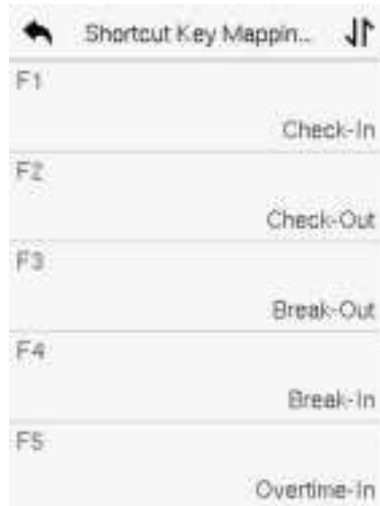 Shortcut Key Mappin...
F1
Check-In
F2
Check-Out
F3
Break-Out
F4
Break-In
F5
Overtime-In